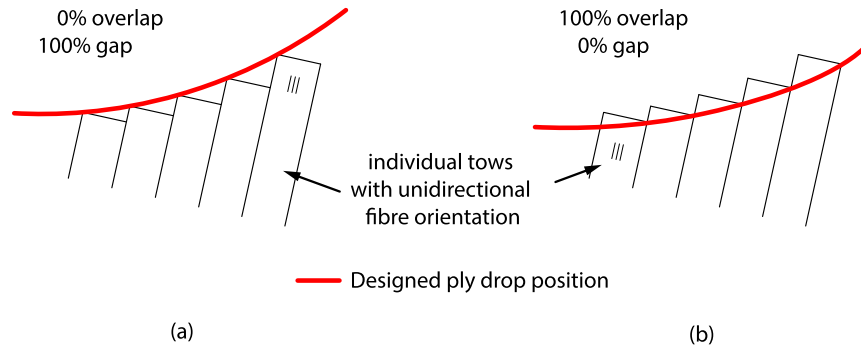 0% overlap
100% gap
100% overlap
0% gap
individual tows
with unidirectional
fibre orientation
Designed ply drop position
(a)
(b)